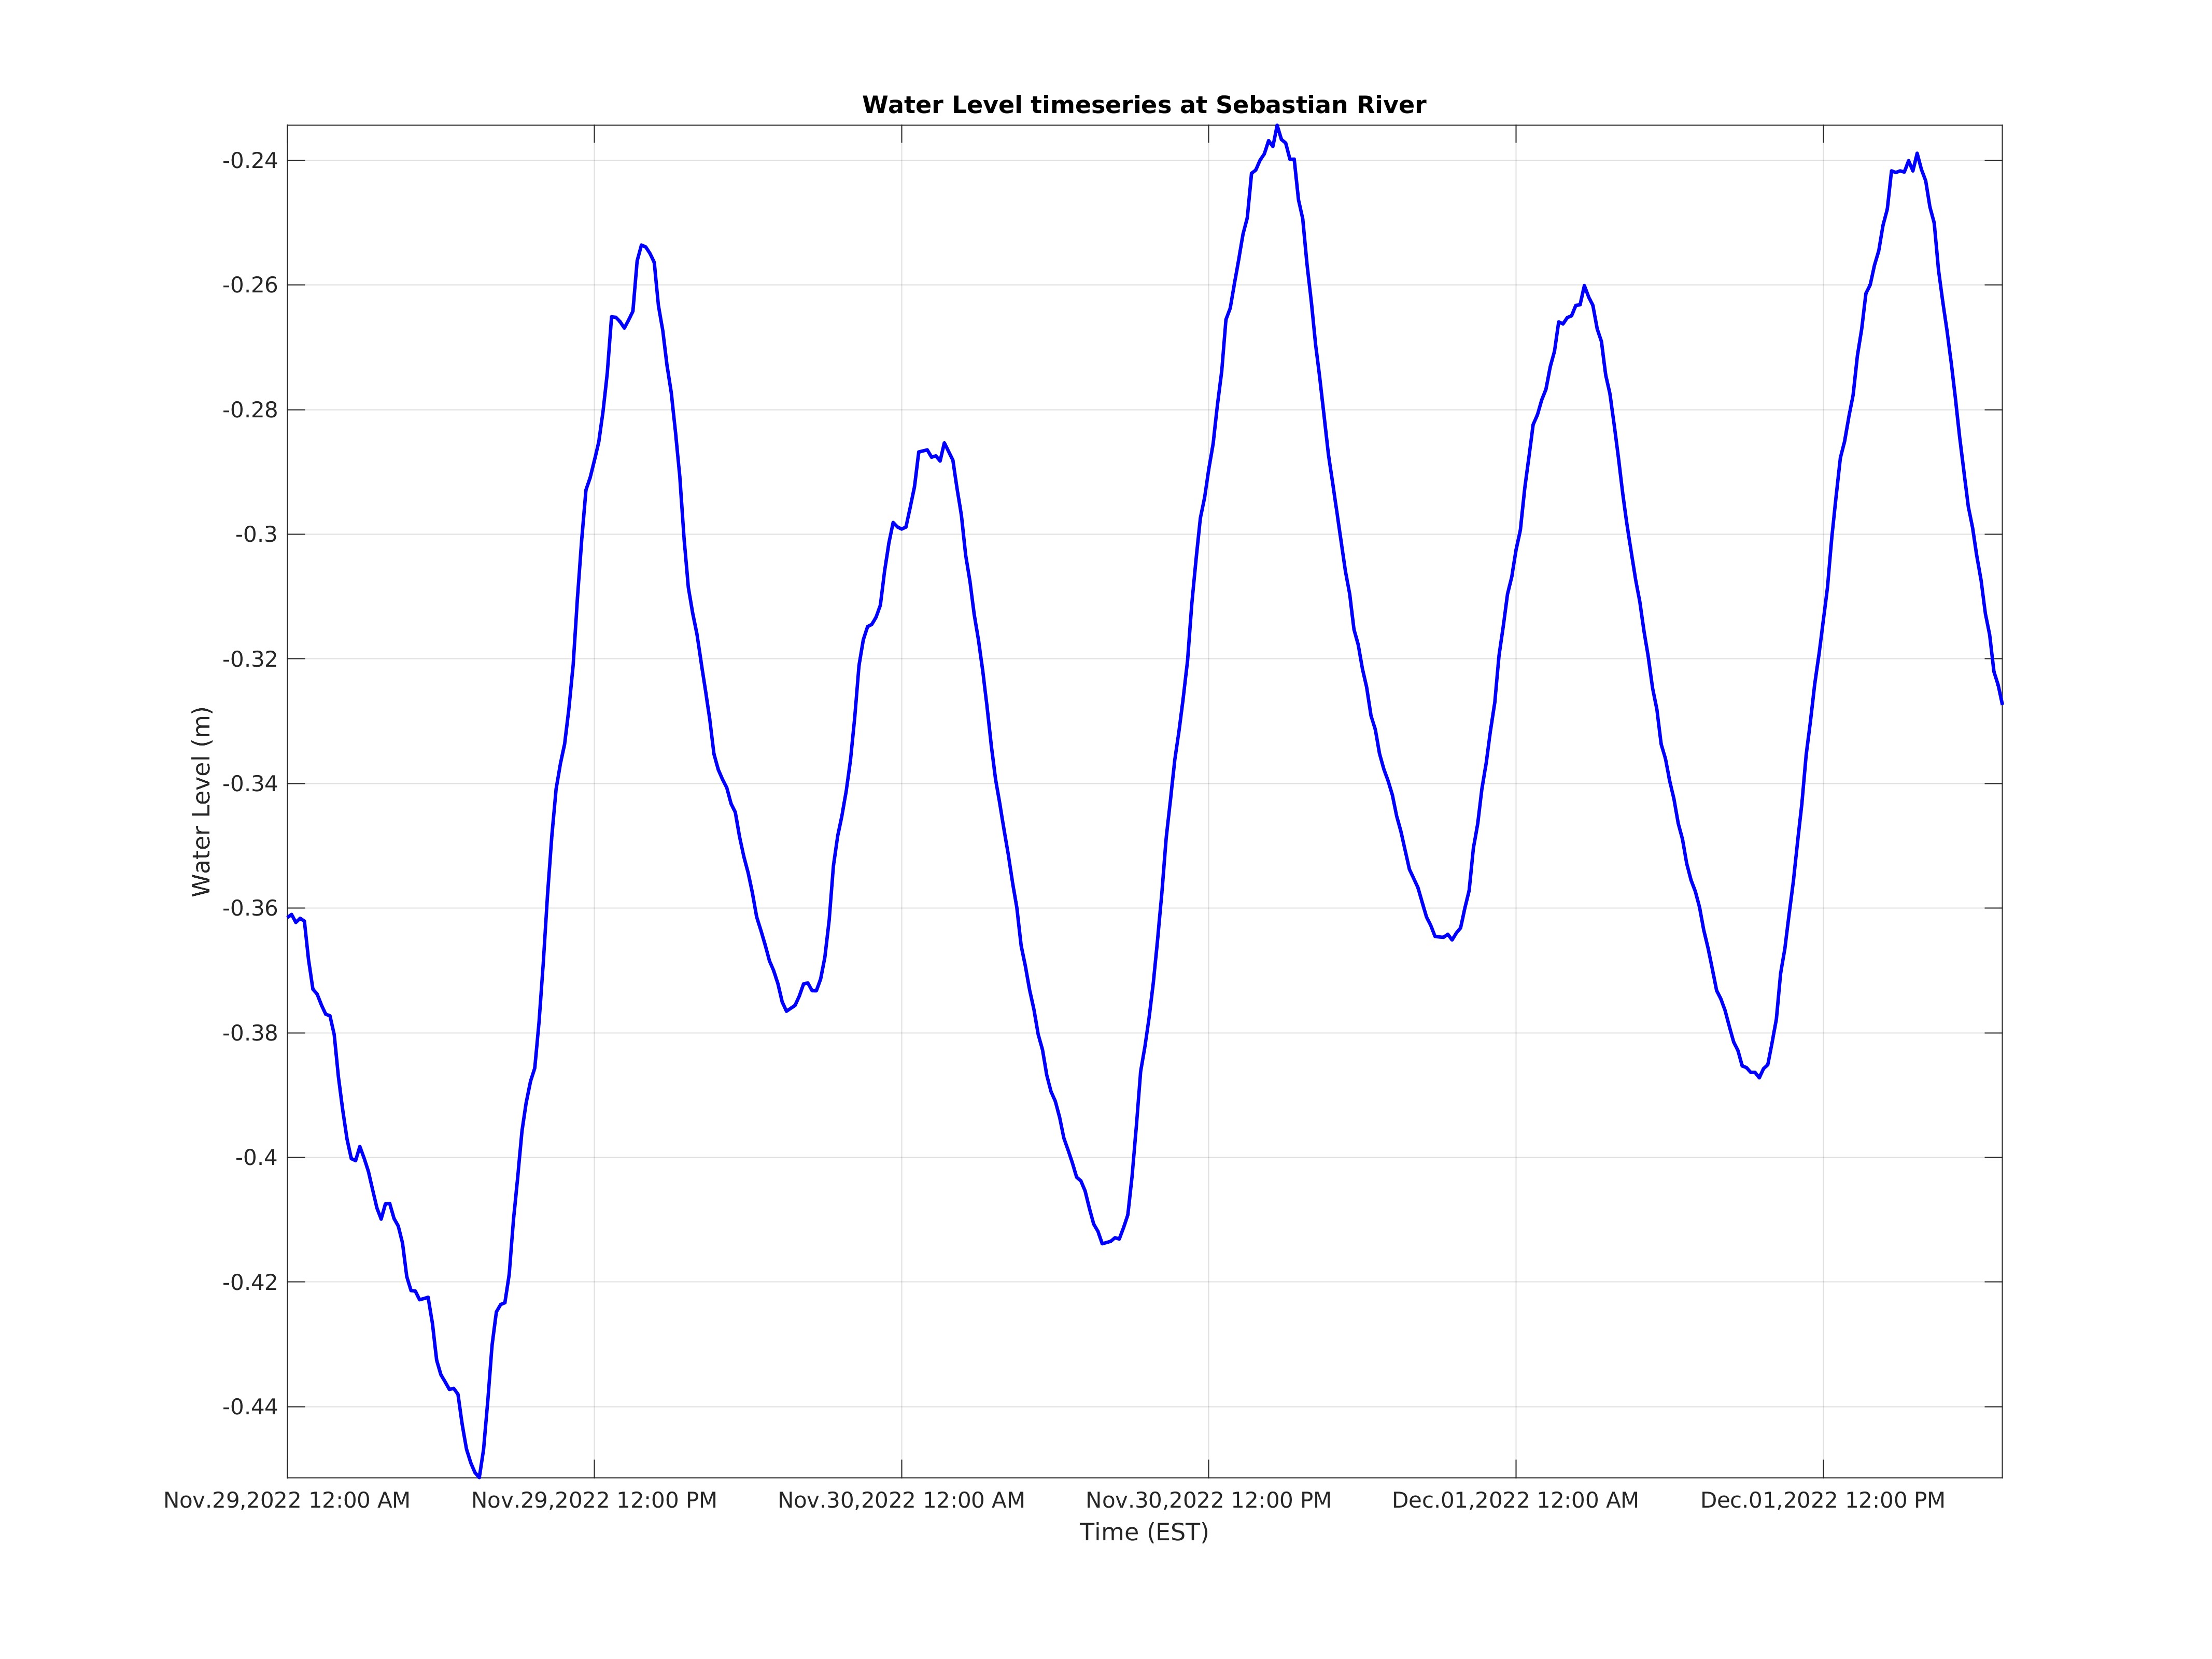 Water Level timeseries at Sebastian River
-0.24
-0.26
-0.28
-0.3
-0.32
-0.34
-0.36
-0.38
-0.4
-0.42
-0.44
Water Level (m)
Nov.29,2022 12:00 AM Nov.29,2022 12:00 PM Nov.30,2022 12:00 AM Nov.30,2022 12:00 PM Dec.01,2022 12:00 AM Dec.01,2022 12:00 PM
Time (EST)